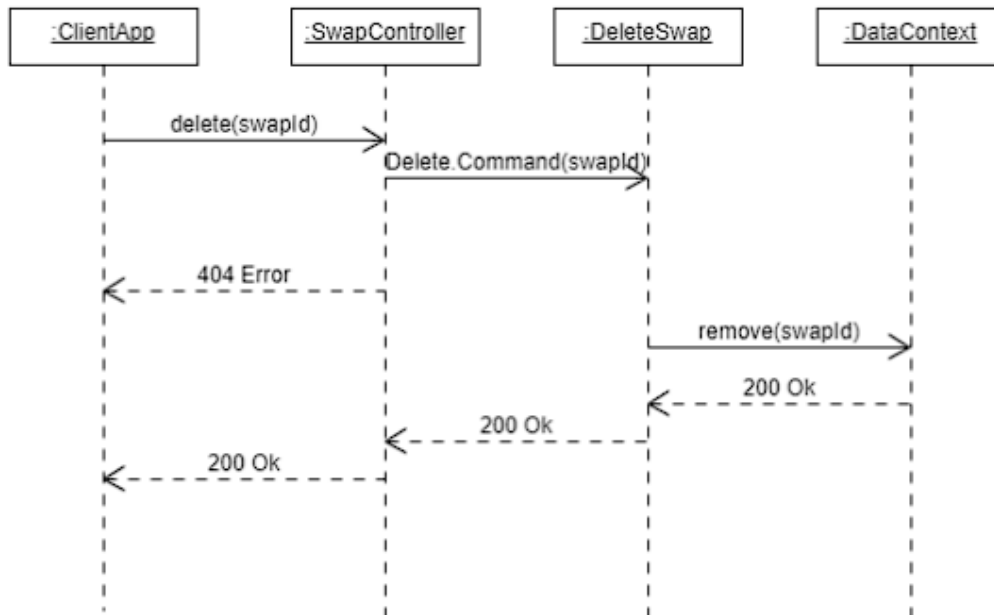 :ClientApp
:SwapController
:DeleteSwap
:DataContext
delete(swapId)
Delete.Command(swapId)
404 Error
remove(swapId)
200 Ok
200 Ok
200 Ok